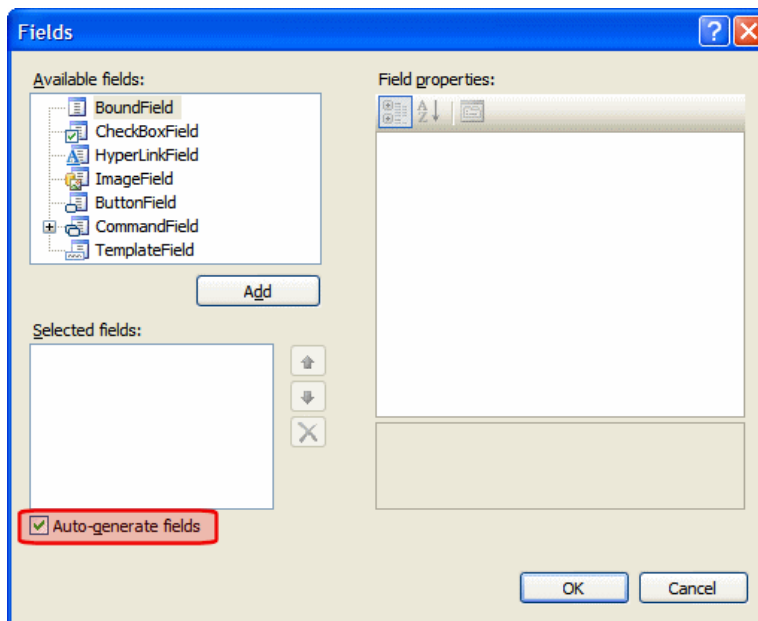 Fields
Available fields:
BoundField
CheckBoxField
HyperLinkField
ImageField
ButtonField
CommandField
TemplateField
Add
Selected fields:
Auto-generate fields
Field properties:
OK
Cancel